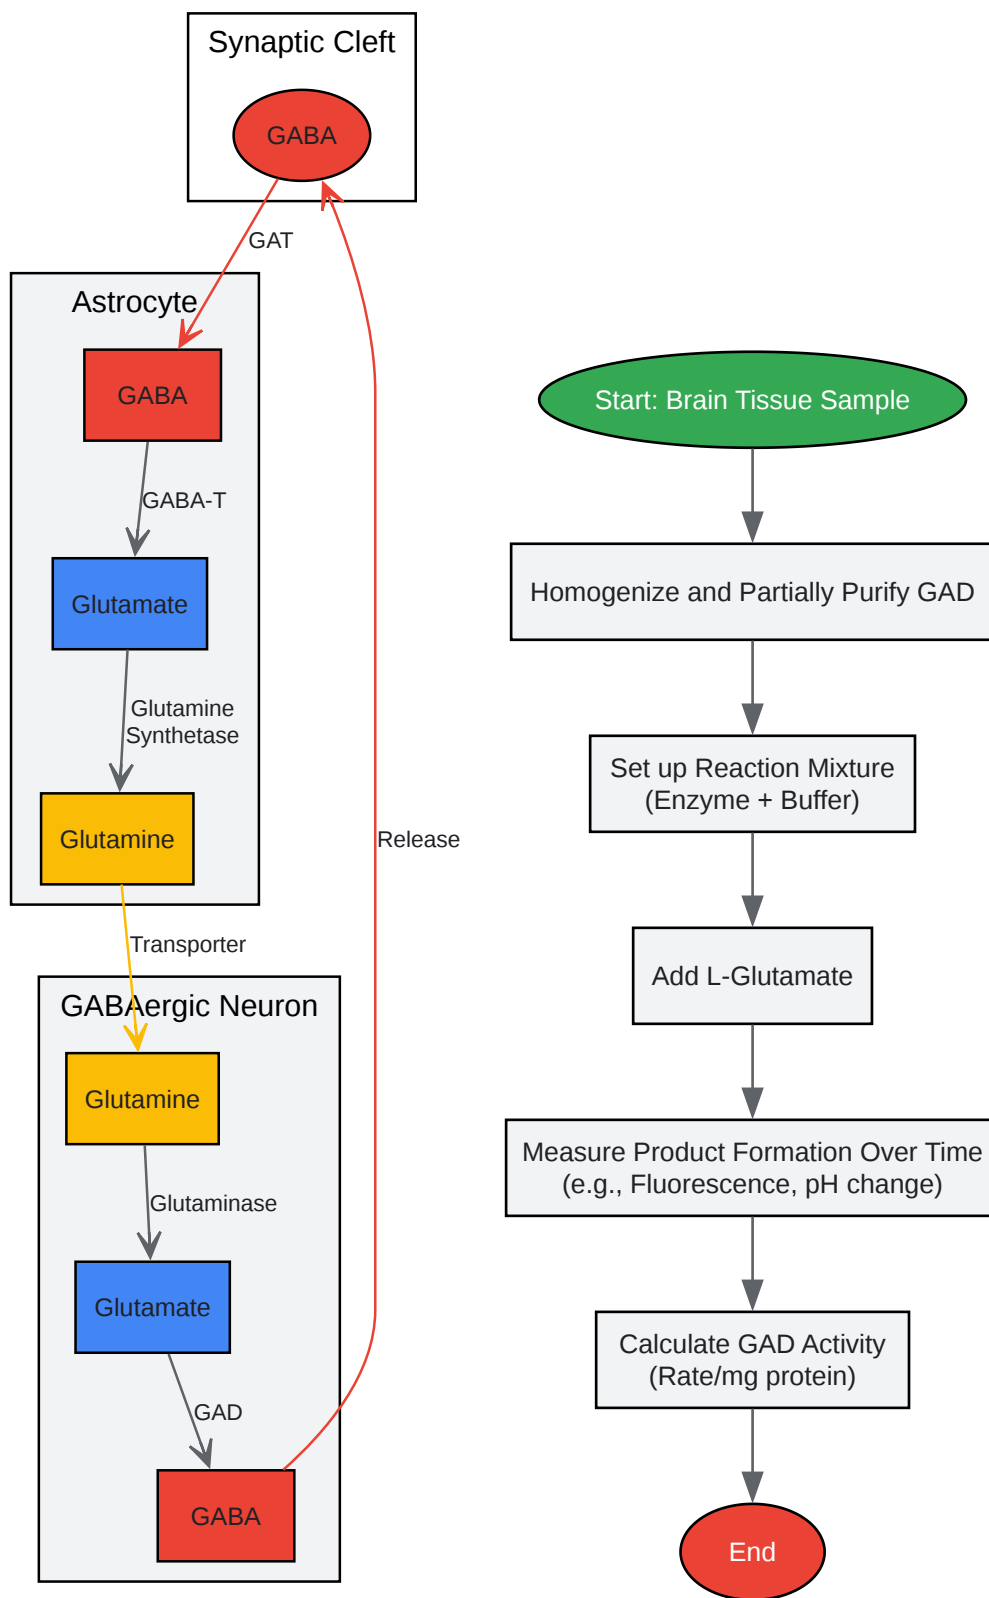 Synaptic Cleft
GABA
GAT
Astrocyte
GABA
GABA-T
Glutamate
Glutamine
Synthetase
Glutamine
Transporter
GABAergic Neuron
Glutamine
Glutaminase
Glutamate
GAD
GABA
Release
Start: Brain Tissue Sample
Homogenize and Partially Purify GAD
Set up Reaction Mixture
(Enzyme + Buffer)
Add L-Glutamate
Measure Product Formation Over Time
(e.g., Fluorescence, pH change)
Calculate GAD Activity
(Rate/mg protein)
End